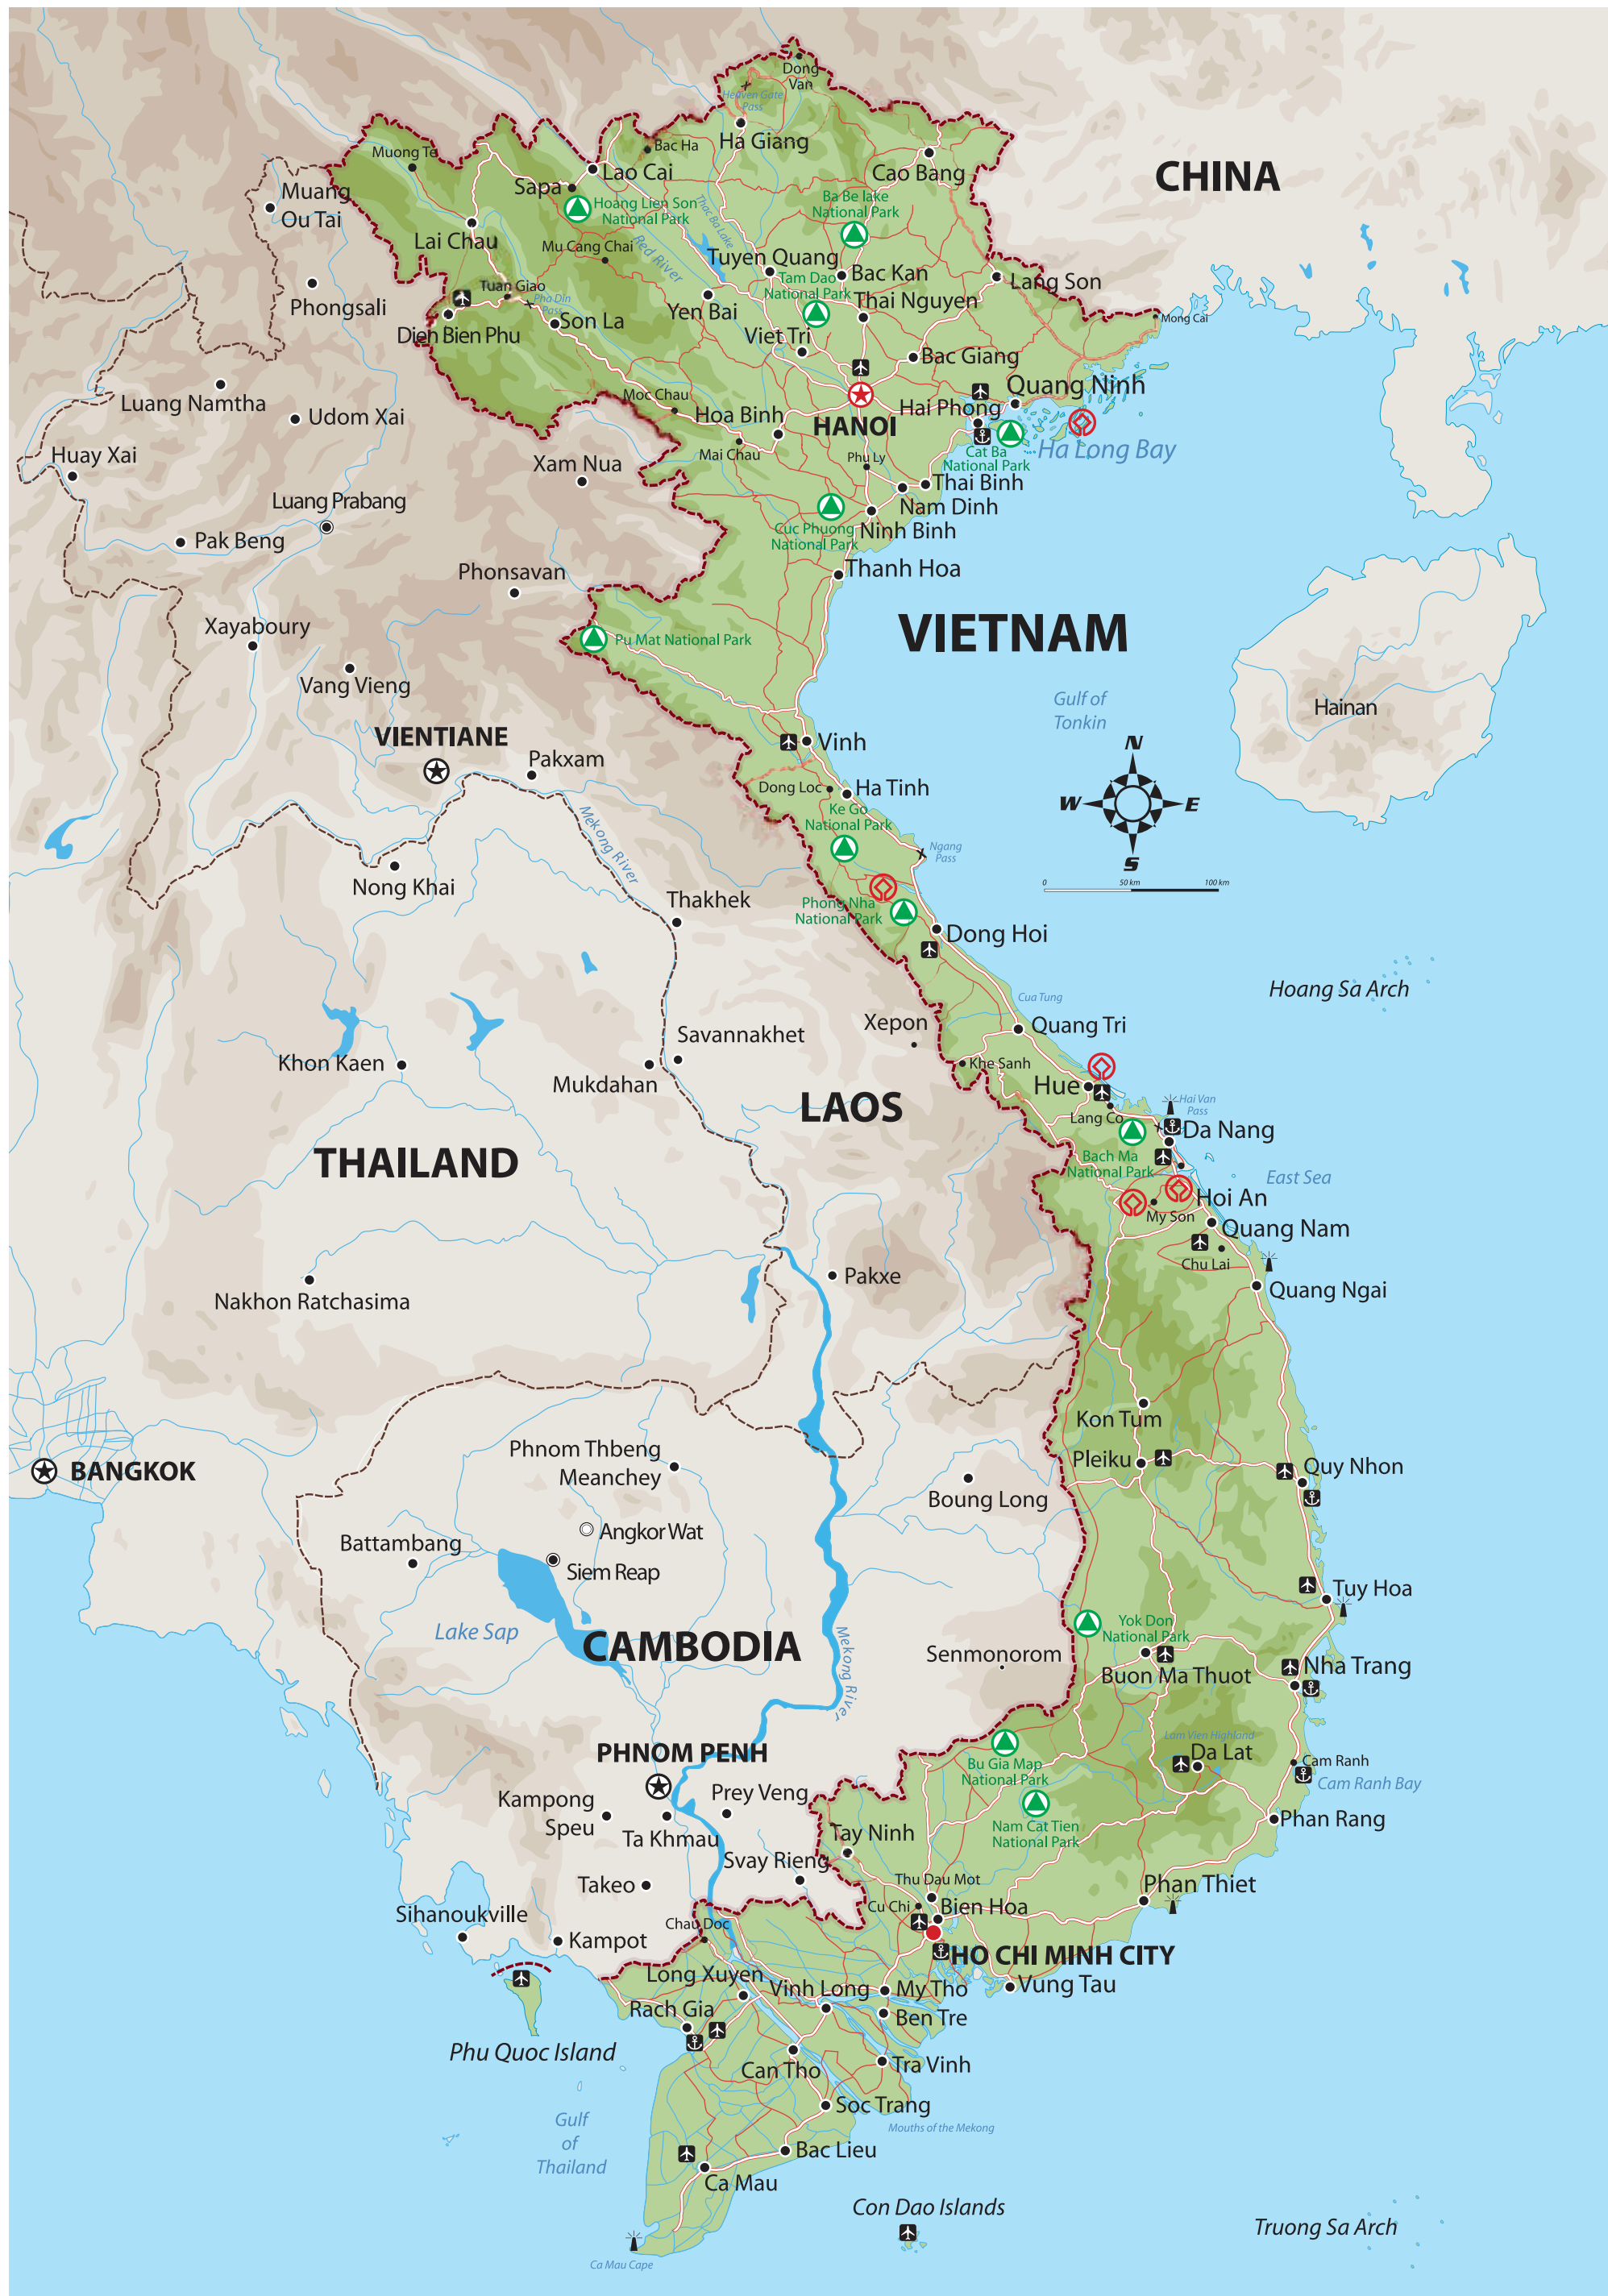 Dong
Van
Heaven Gate
Pass
Ha Giang
Bac Ha
Muong Te
Lao Cai
Cao Bang
CHINA
Sapa
Muang
Ou Tai
Hoang Lien Son
National Park
Ba Be lake
National Park
Thac Ba Lake
Lai Chau
Mu Cang Chai
Red River
Tuyen Quang
Bac Kan
Tam Dao
National Park
Lang Son
Tuan Giao
Pha Din
Pass
Phongsali
Yen Bai
Thai Nguyen
Mong Cai
Dien Bien Phu
Son La
Viet Tri
Bac Giang
Luang Namtha
Udom Xai
Moc Chau
Hoa Binh
HANOI
Hai Phong
Quang Ninh
Ha Long Bay
Huay Xai
Xam Nua
Mai Chau
Phu Ly
Cat Ba
National Park
Thai Binh
Luang Prabang
Nam Dinh
Pak Beng
Cuc Phuong
National Park
Ninh Binh
Phonsavan
Thanh Hoa
Xayaboury
Pu Mat National Park
VIETNAM
Vang Vieng
Gulf of
Tonkin
Hainan
VIENTIANE
Pakxam
Vinh
N
W
E
S
0
50 km
100 km
Dong Loc
Ha Tinh
Mekong River
Ke Go
National Park
Ngang
Pass
Nong Khai
Thakhek
Phong Nha
National Park
Dong Hoi
Hoang Sa Arch
Cua Tung
Xepon
Quang Tri
Savannakhet
Khon Kaen
Mukdahan
Khe Sanh
Hue
LAOS
Lang Co
Hai Van
Pass
Da Nang
THAILAND
Bach Ma
National Park
East Sea
Hoi An
My Son
Quang Nam
Chu Lai
Pakxe
Nakhon Ratchasima
Quang Ngai
Kon Tum
Phnom Thbeng
Meanchey
Pleiku
Quy Nhon
BANGKOK
Boung Long
Angkor Wat
Battambang
Siem Reap
Tuy Hoa
Lake Sap
CAMBODIA
Mekong River
Yok Don
National Park
Senmonorom
Buon Ma Thuot
Nha Trang
Lam Vien Highland
PHNOM PENH
Bu Gia Map
National Park
Da Lat
Cam Ranh
Cam Ranh Bay
Kampong
Speu
Prey Veng
Ta Khmau
Tay Ninh
Nam Cat Tien
National Park
Phan Rang
Svay Rieng
Takeo
Thu Dau Mot
Phan Thiet
Cu Chi
Bien Hoa
Sihanoukville
Chau Doc
Kampot
HO CHI MINH CITY
Long Xuyen
Vinh Long
My Tho
Vung Tau
Rach Gia
Ben Tre
Phu Quoc Island
Can Tho
Tra Vinh
Soc Trang
Gulf
of
Thailand
Mouths of the Mekong
Bac Lieu
Ca Mau
Con Dao Islands
Truong Sa Arch
Ca Mau Cape